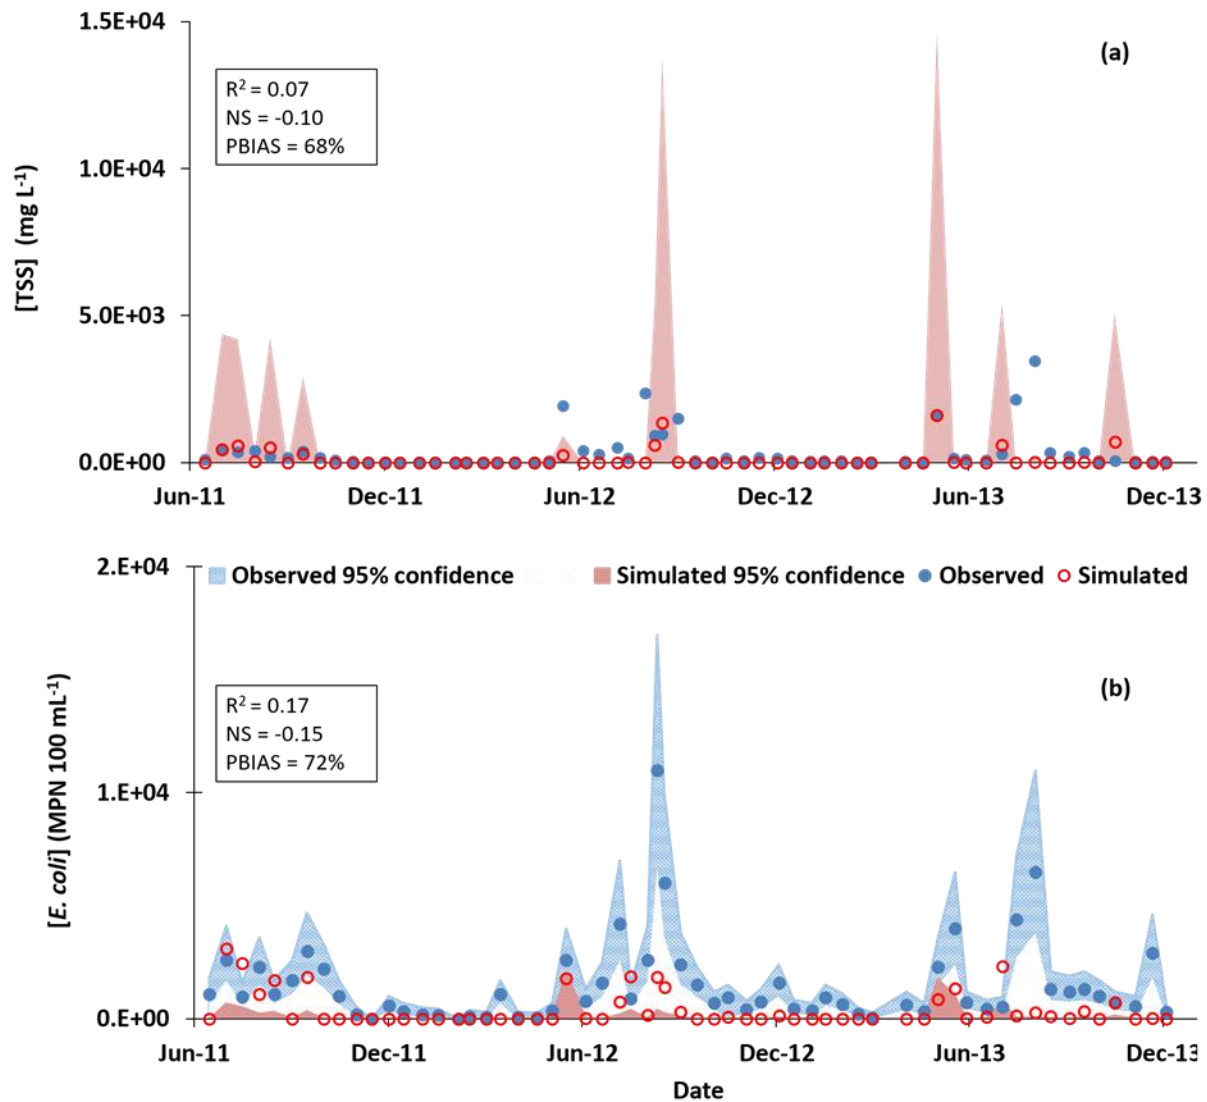 1.5E+04
(a)
R² = 0.07
NS = -0.10
PBIAS = 68%
1.0E+04
[TSS] (mg L⁻¹)
5.0E+03
0.0E+00
Jun-11 Dec-11 Jun-12 Dec-12 Jun-13 Dec-13
2.E+04
Observed 95% confidence Simulated 95% confidence Observed Simulated
(b)
R² = 0.17
NS = -0.15
PBIAS = 72%
[E. coli] (MPN 100 mL⁻¹)
1.E+04
0.E+00
Jun-11 Dec-11 Jun-12 Dec-12 Jun-13 Dec-13
Date